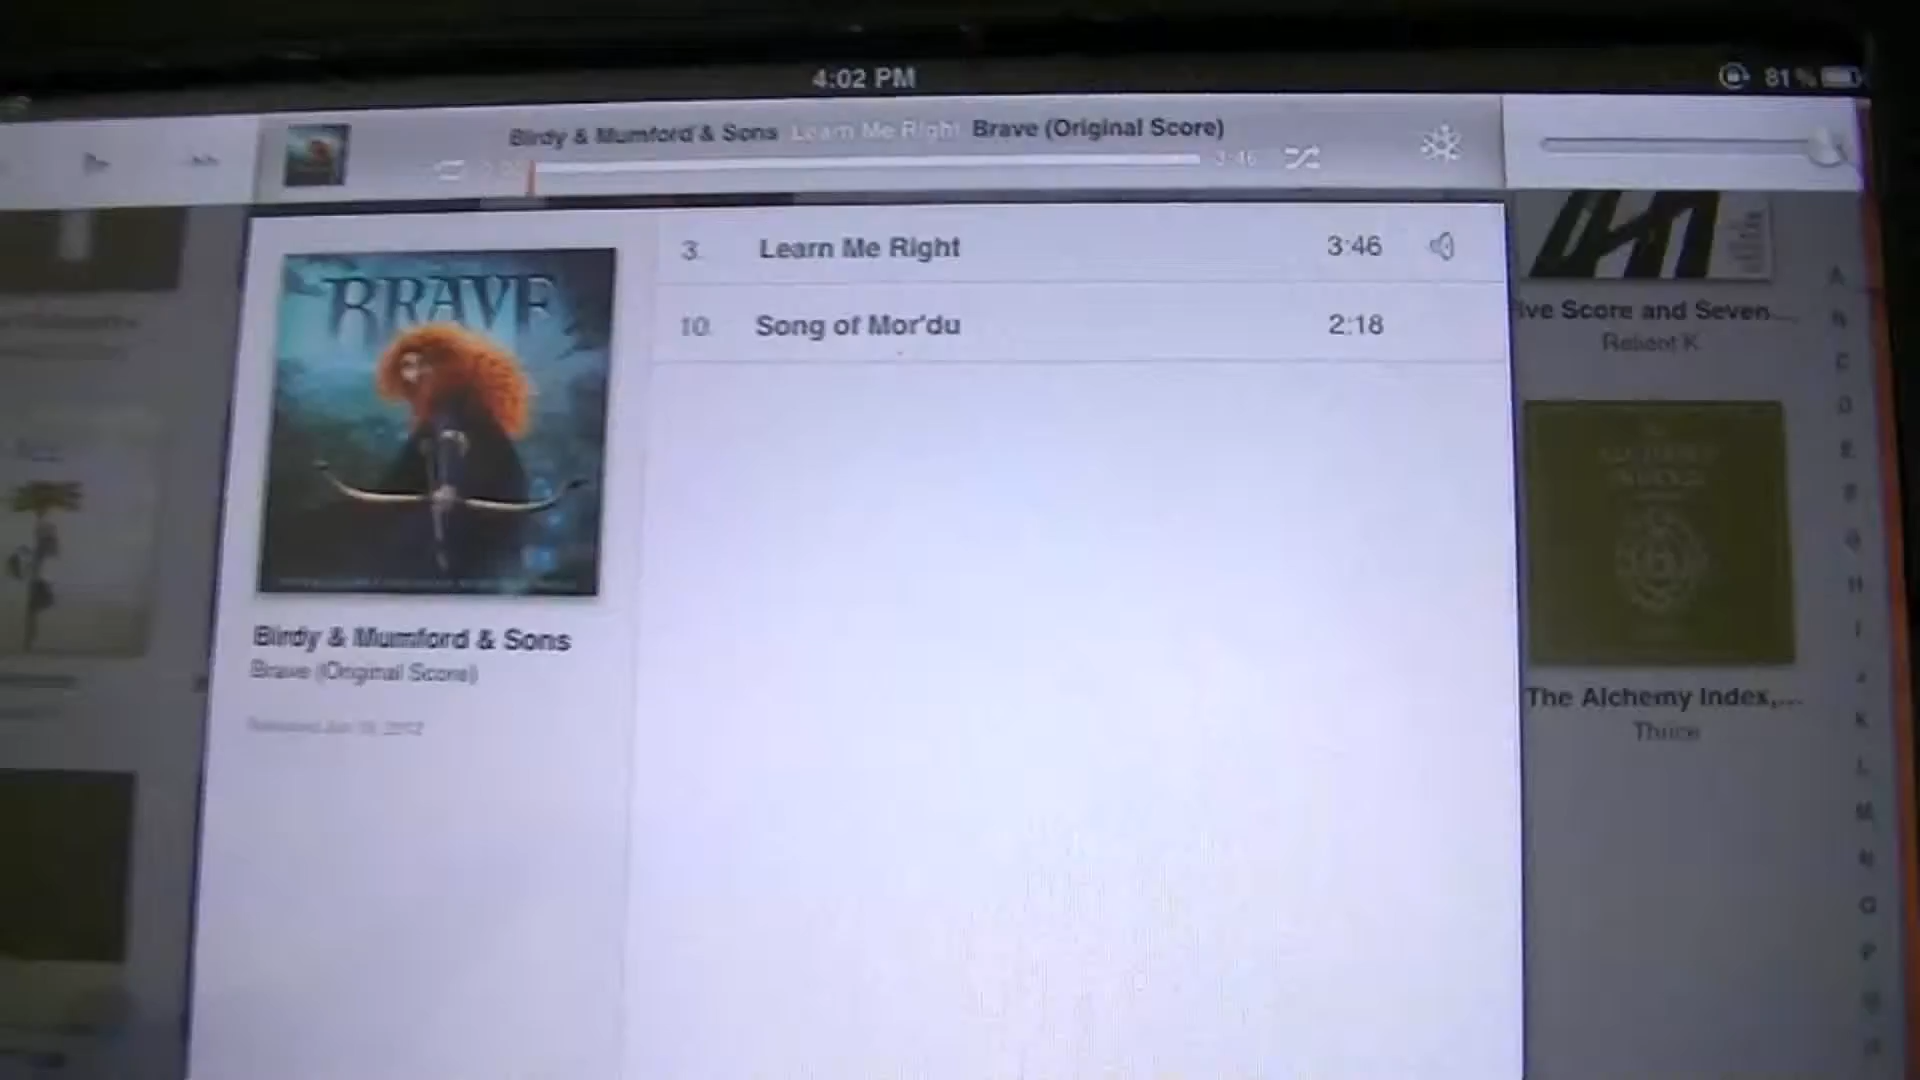 4:02 PM
81%
Birdy & Mumford & Sons Learn Me Right Brave (Original Score)
3:46
BRAVE
3. Learn Me Right 3:46
10. Song of Mor'du 2:18
Birdy & Mumford & Sons
Brave (Original Score)
Five Score and Seven...
Relient K
The Alchemy Index,...
Thrice
A
B
C
D
E
F
G
H
I
J
K
L
M
N
O
P